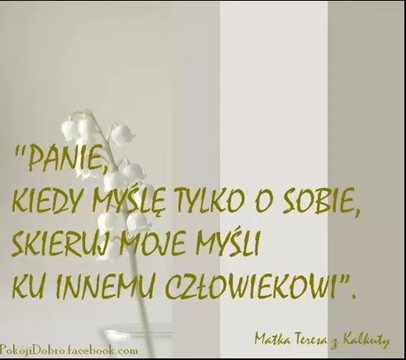 "PANIE,
KIEDY MYŚLĘ TYLKO O SOBIE,
SKIERUJ MOJE MYŚLI
KU INNEMU CZŁOWIEKOWI".
Matka Teresa z Kalkuty
PokójiDobro.facebook.com